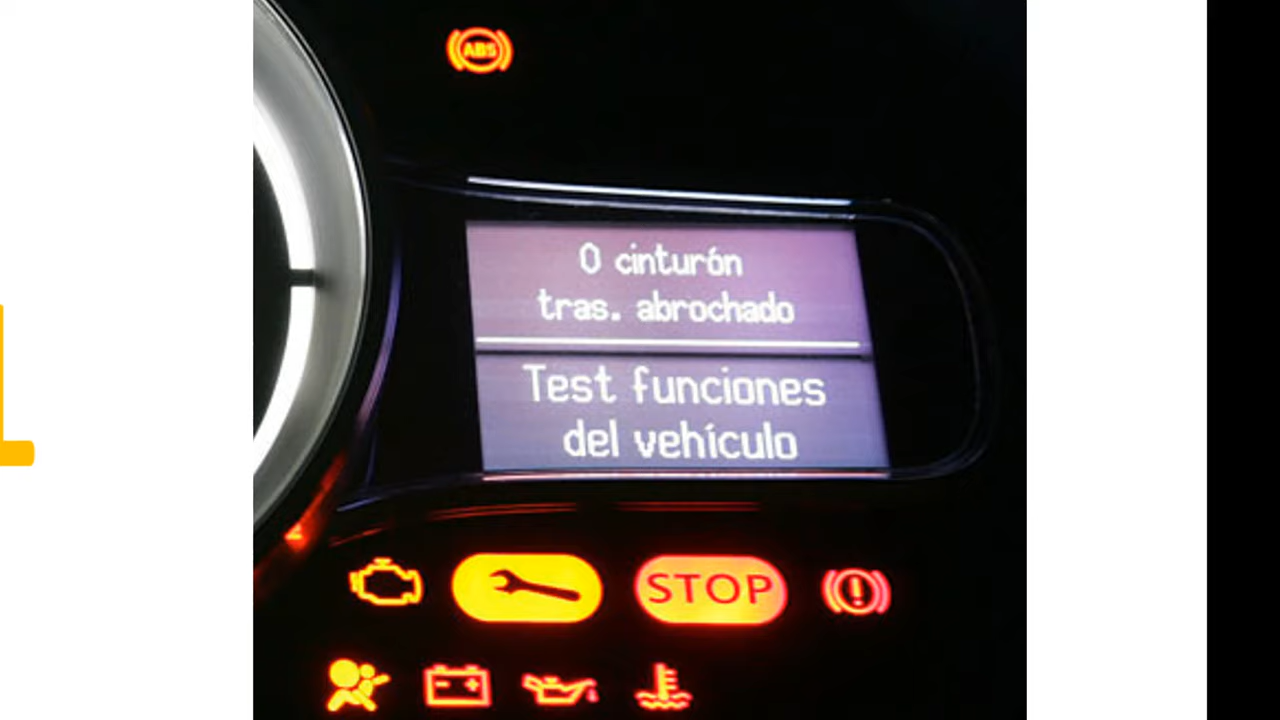 ABS
0 cinturón
tras. abrochado
Test funciones
del vehículo
STOP